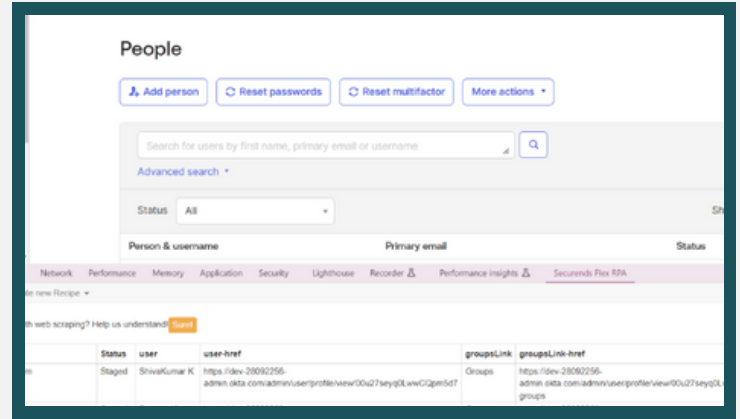 People
Add person Reset passwords Reset multifactor More actions
Search for users by first name, primary email or username
Advanced search
Status All Sh
Person & username Primary email Status
Network Performance Memory Application Security Lighthouse Recorder Performance insights Securends Flex RPA
te new Recipe
th web scraping? Help us understand! 
Status user user-href groupsLink groupsLink-href
m Staged ShivaKumar K https://dev-28092256- Groups https://dev-28092256-
admin.okta.com/admin/user/profile/view/00u27seyq0LwwCQpm5d7 admin.okta.com/admin/user/profile/view/00u27seyq0Lw
groups